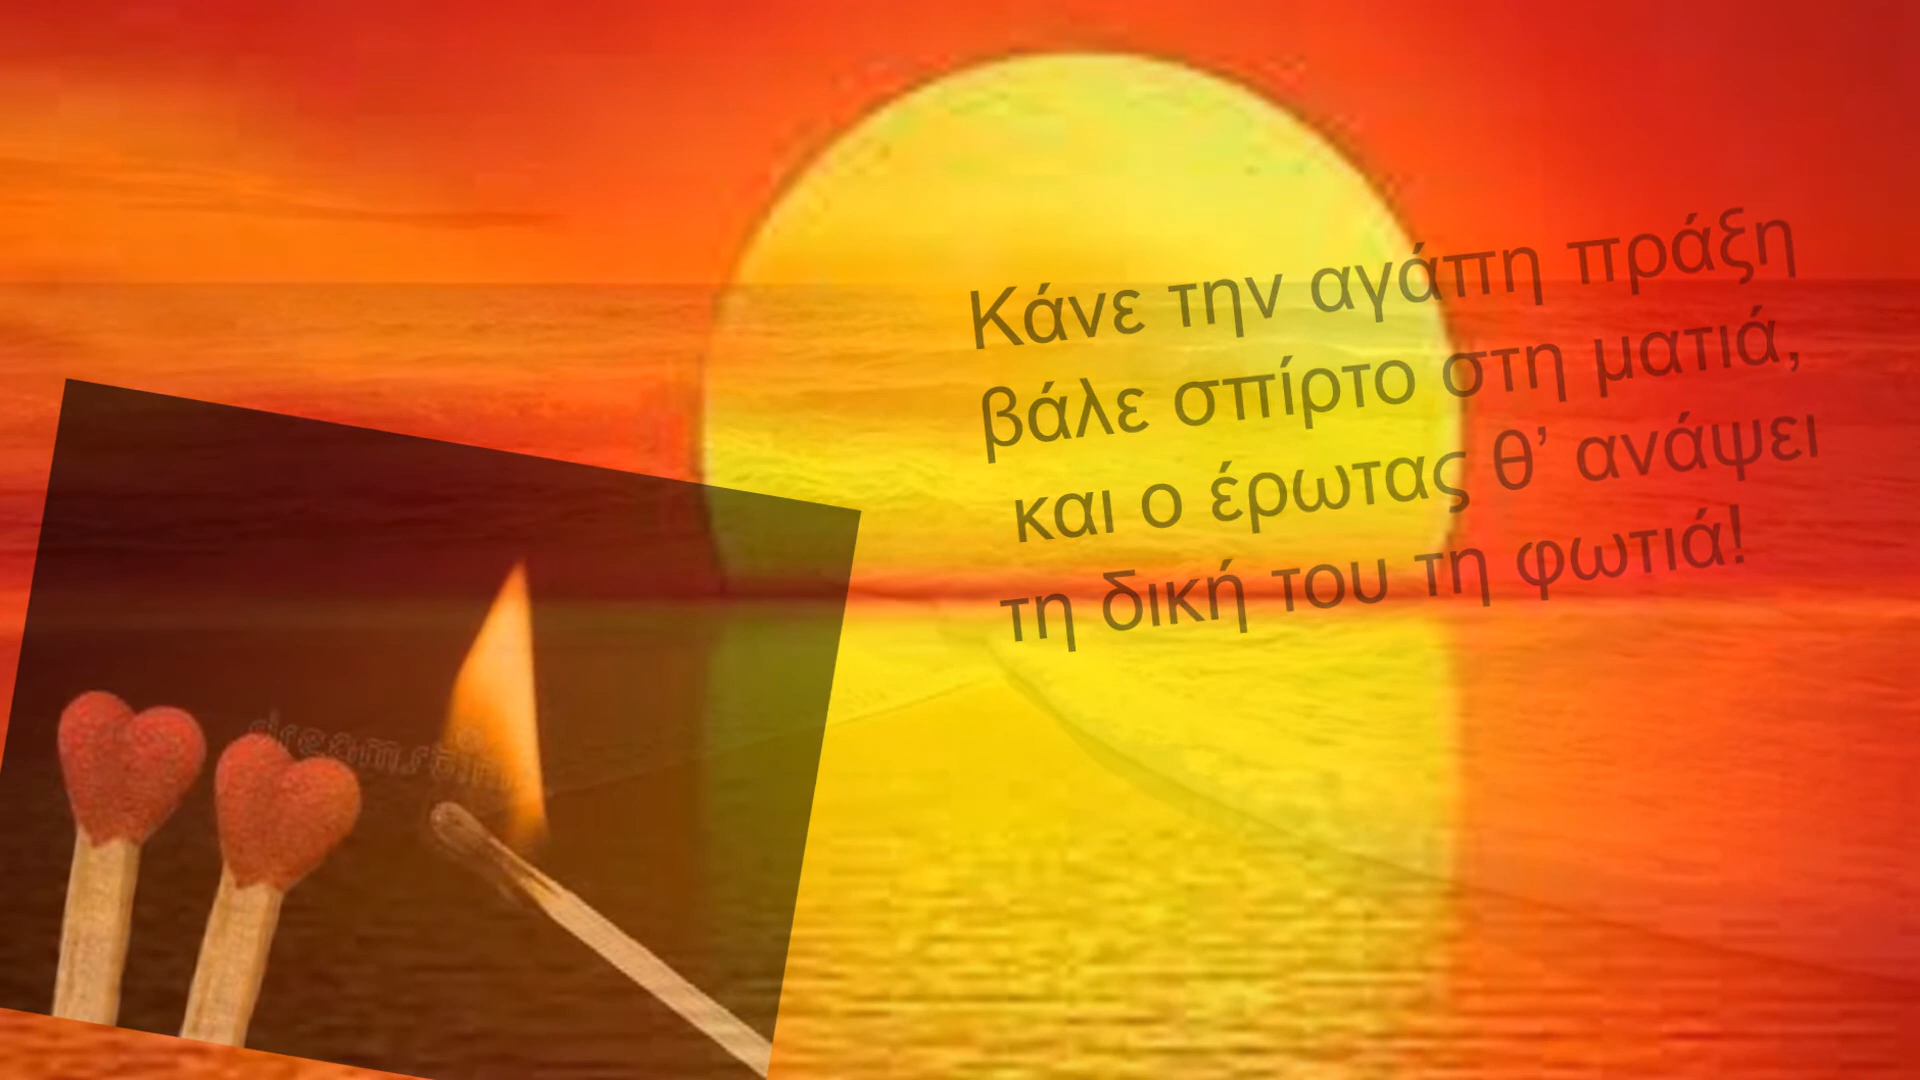 Κάνε την αγάπη πράξη
βάλε σπίρτο στη ματιά,
και ο έρωτας θ’ ανάψει
τη δική του τη φωτιά!